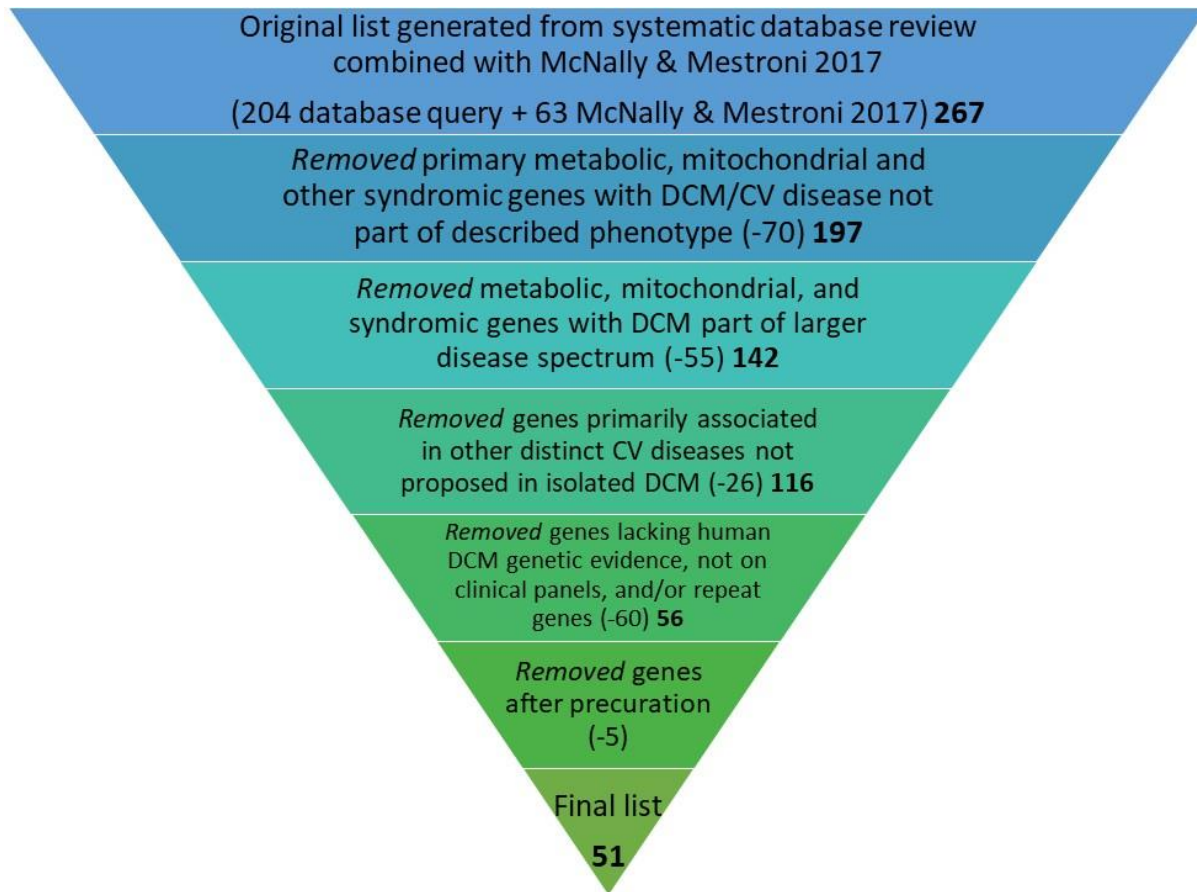 Original list generated from systematic database review
combined with McNally & Mestroni 2017
(204 database query + 63 McNally & Mestroni 2017) 267
Removed primary metabolic, mitochondrial and
other syndromic genes with DCM/CV disease not
part of described phenotype (-70) 197
Removed metabolic, mitochondrial, and
syndromic genes with DCM part of larger
disease spectrum (-55) 142
Removed genes primarily associated
in other distinct CV diseases not
proposed in isolated DCM (-26) 116
Removed genes lacking human
DCM genetic evidence, not on
clinical panels, and/or repeat
genes (-60) 56
Removed genes
after precuration
(-5)
Final list
51